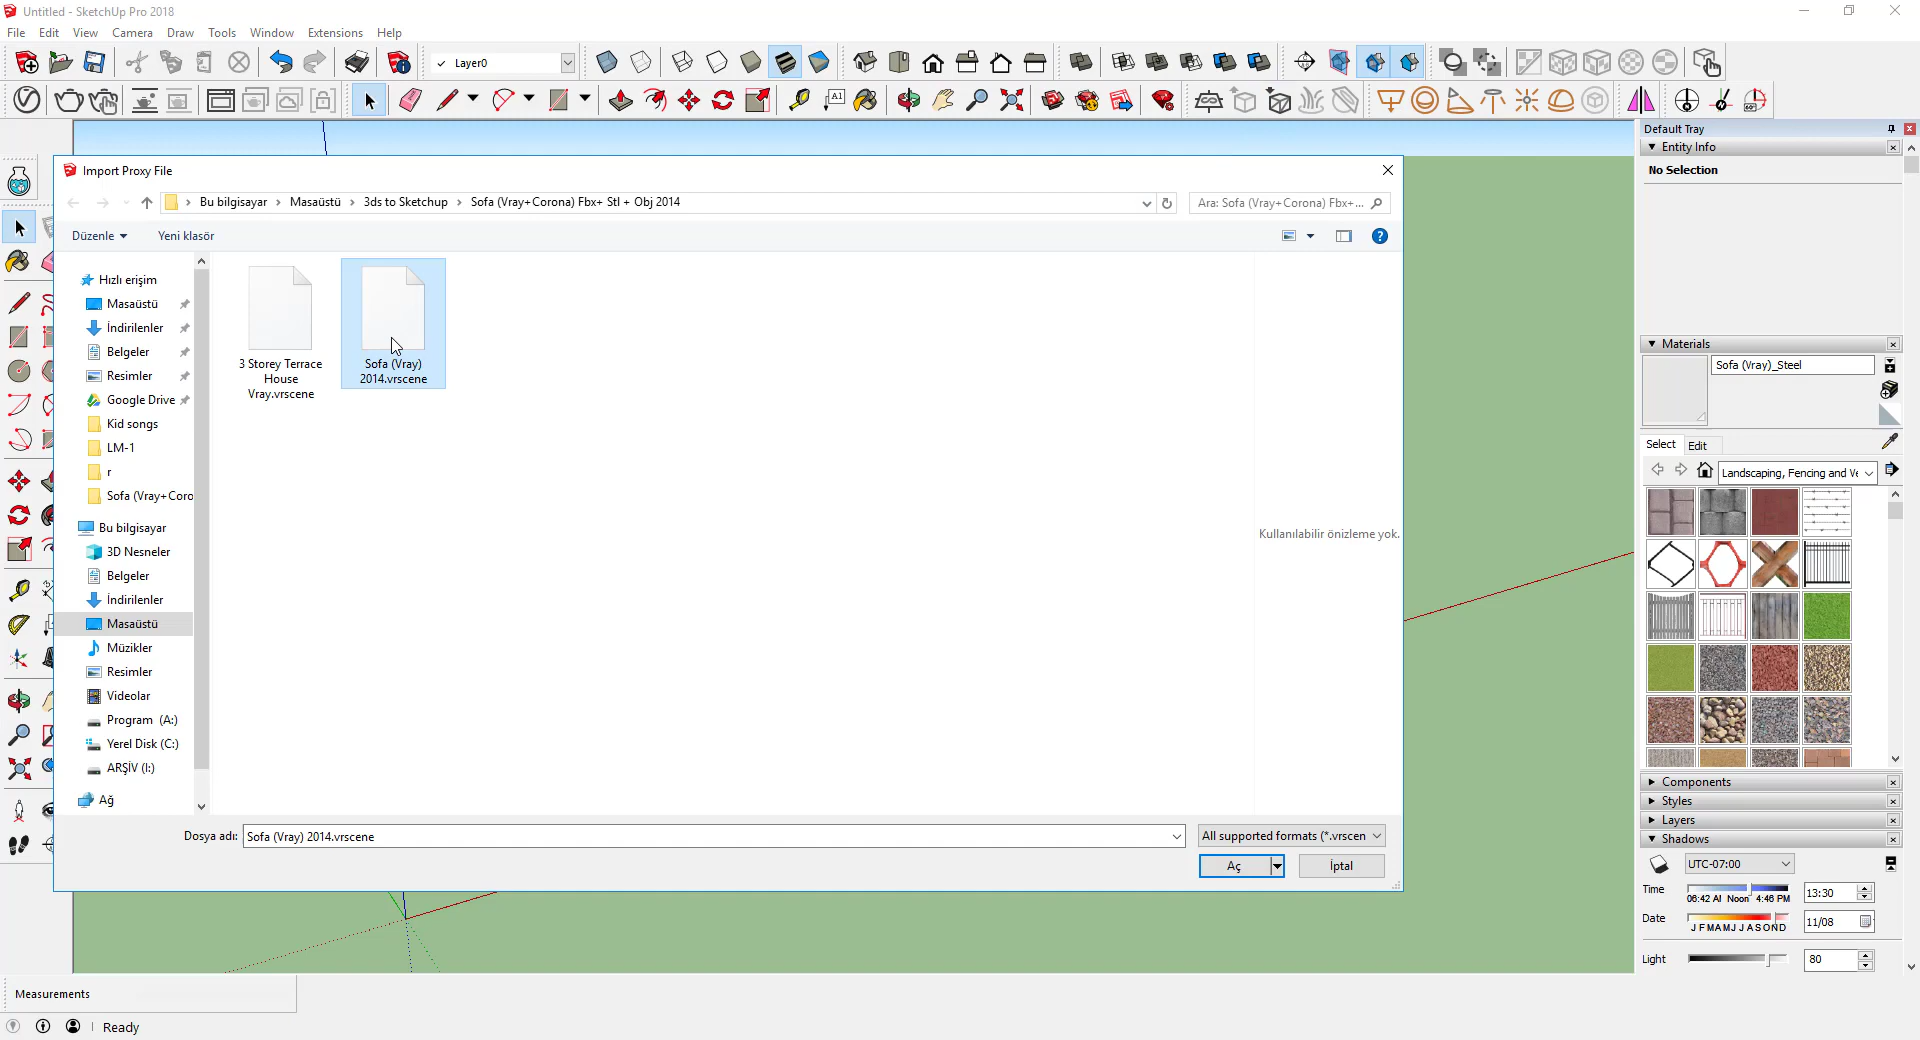 Untitled - SketchUp Pro 2018
File Edit View Camera Draw Tools Window Extensions Help
Layer0
A1
Default Tray
Entity Info
No Selection
Import Proxy File
Bu bilgisayar > Masaüstü > 3ds to Sketchup > Sofa (Vray+Corona) Fbx+ Stl + Obj 2014
Ara: Sofa (Vray+Corona) Fbx+...
Düzenle Yeni klasör
Hızlı erişim
Masaüstü
İndirilenler
Belgeler
Resimler
Google Drive
Kid songs
LM-1
r
Sofa (Vray+Coro
Bu bilgisayar
3D Nesneler
Belgeler
İndirilenler
Masaüstü
Müzikler
Resimler
Videolar
Program (A:)
Yerel Disk (C:)
ARŞİV (I:)
Ağ
3 Storey Terrace
House
Vray.vrscene
Sofa (Vray)
2014.vrscene
Kullanılabilir önizleme yok.
Dosya adı: Sofa (Vray) 2014.vrscene
All supported formats (*.vrscen
Aç İptal
Materials
Sofa (Vray)_Steel
Select Edit
Landscaping, Fencing and Ve
Components
Styles
Layers
Shadows
UTC-07:00
Time 06:42 AI Noon 4:46 PM 13:30
Date J F M A M J J A S O N D 11/08
Light 80
Measurements
Ready